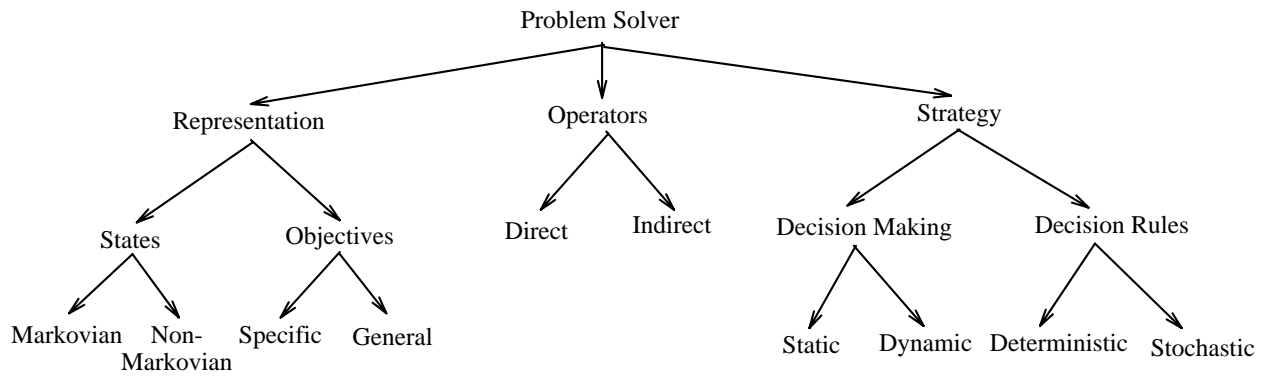 Problem Solver
Representation
Operators
Strategy
States
Objectives
Direct
Indirect
Decision Making
Decision Rules
Markovian
Non-
Markovian
Specific
General
Static
Dynamic
Deterministic
Stochastic